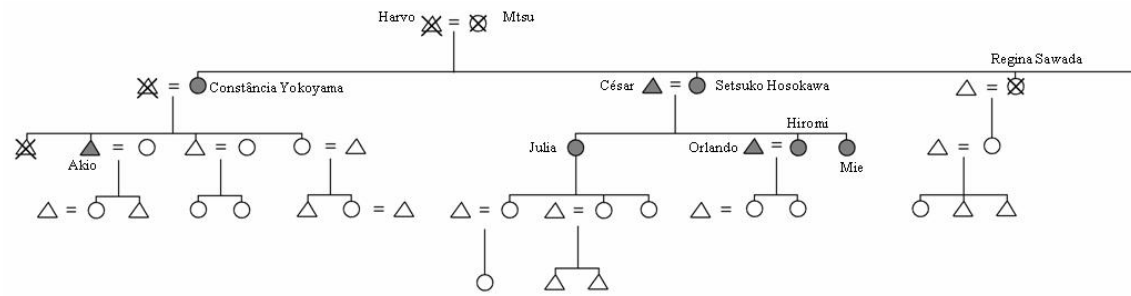 Harvo
Mtsu
Regina Sawada
Constância Yokoyama
César
Setsuko Hosokawa
Hiromi
Julia
Orlando
Akio
Mie